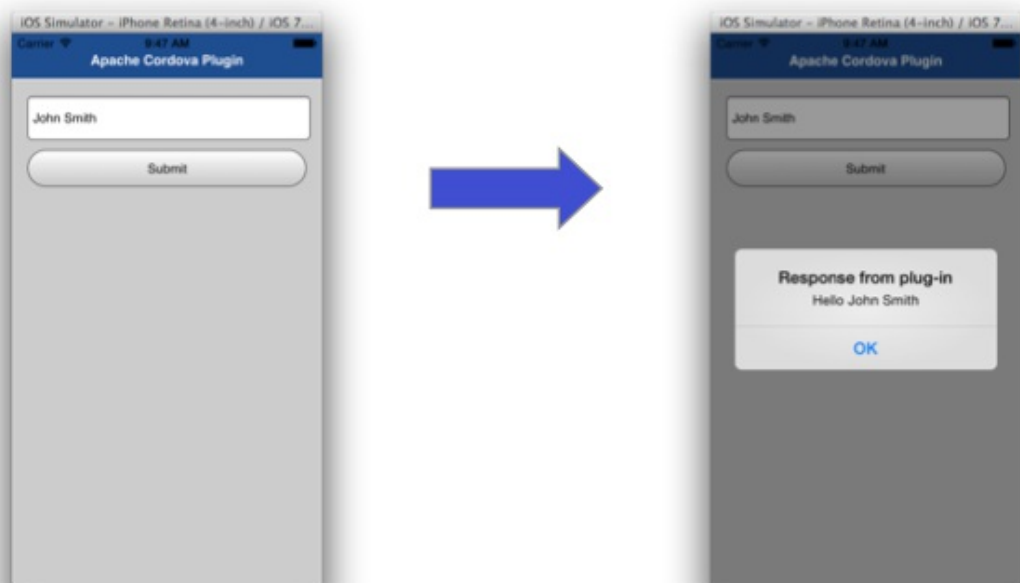 iOS Simulator - iPhone Retina (4-inch) / iOS 7...
Carrier 9:47 AM
Apache Cordova Plugin
John Smith
Submit
iOS Simulator - iPhone Retina (4-inch) / iOS 7...
Carrier 9:47 AM
Apache Cordova Plugin
John Smith
Submit
Response from plug-in
Hello John Smith
OK